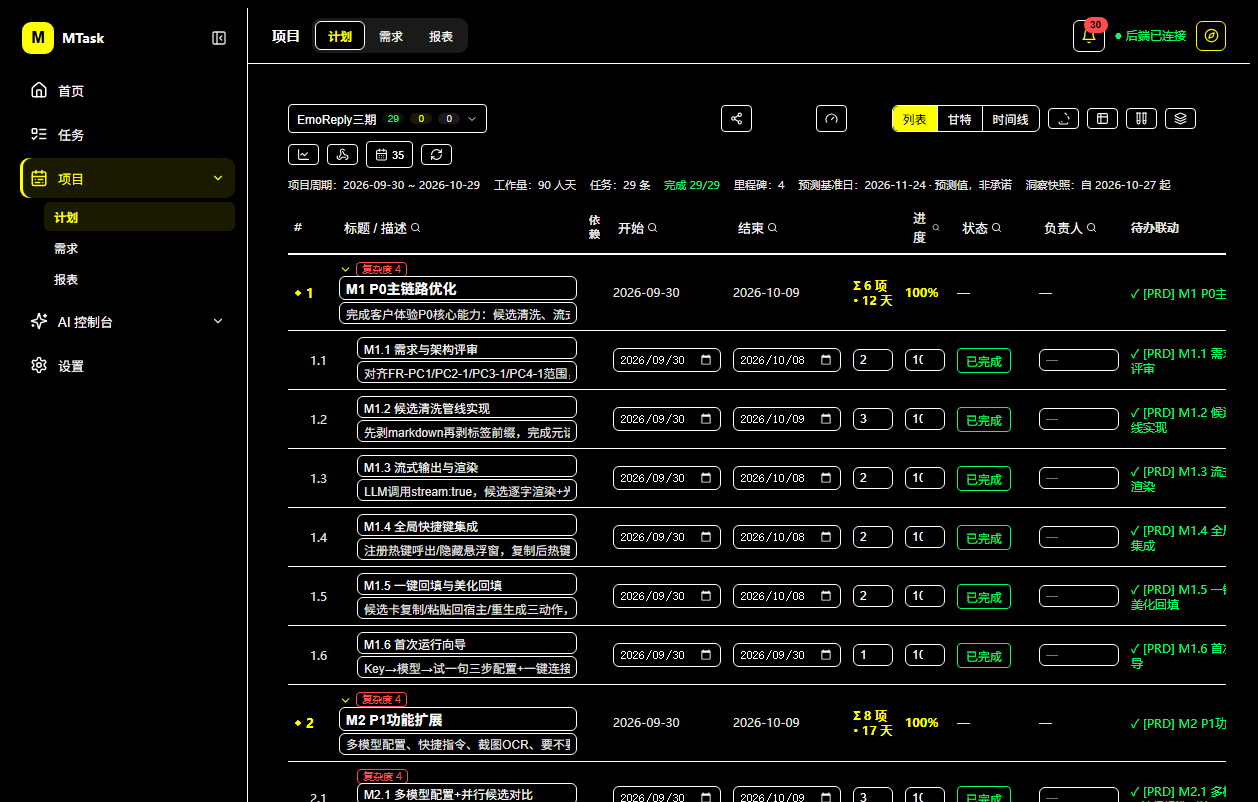 M MTask
首页
任务
项目
计划
需求
报表
AI 控制台
设置
项目 计划 需求 报表
30
后端已连接
EmoReply三期 29 0 0
列表 甘特 时间线
35
项目周期：2026-09-30 ~ 2026-10-29 工作量：90 人天 任务：29 条 完成 29/29 里程碑：4 预测基准日：2026-11-24 · 预测值，非承诺 洞察快照：自 2026-10-27 起
# 标题 / 描述 依赖 开始 结束 进度 状态 负责人 待办联动
复杂度 4
1 M1 P0主链路优化 2026-09-30 2026-10-09 Σ 6 项 • 12 天 100% — — ✓ [PRD] M1 P0主
完成客户体验P0核心能力：候选清洗、流式
1.1 M1.1 需求与架构评审 2026/09/30 2026/10/08 2 10 已完成 — ✓ [PRD] M1.1 需求
对齐FR-PC1/PC2-1/PC3-1/PC4-1范围， 评审
1.2 M1.2 候选清洗管线实现 2026/09/30 2026/10/09 3 10 已完成 — ✓ [PRD] M1.2 候选
先剥markdown再剥标签前缀，完成元 线实现
1.3 M1.3 流式输出与渲染 2026/09/30 2026/10/08 2 10 已完成 — ✓ [PRD] M1.3 流式
LLM调用stream:true，候选逐字渲染+光 渲染
1.4 M1.4 全局快捷键集成 2026/09/30 2026/10/08 2 10 已完成 — ✓ [PRD] M1.4 全局
注册热键呼出/隐藏悬浮窗，复制后热键 集成
1.5 M1.5 一键回填与美化回填 2026/09/30 2026/10/08 2 10 已完成 — ✓ [PRD] M1.5 一键
候选卡复制/粘贴回宿主/重生成三动作， 美化回填
1.6 M1.6 首次运行向导 2026/09/30 2026/09/30 1 10 已完成 — ✓ [PRD] M1.6 首次
Key→模型→试一句三步配置+一键连接 导
复杂度 4
2 M2 P1功能扩展 2026-09-30 2026-10-09 Σ 8 项 • 17 天 100% — — ✓ [PRD] M2 P1功
多模型配置、快捷指令、截图OCR、要不要
复杂度 4
2.1 M2.1 多模型配置+并行候选对比 2026/09/30 2026/10/08 3 10 已完成 — ✓ [PRD] M2.1 多模